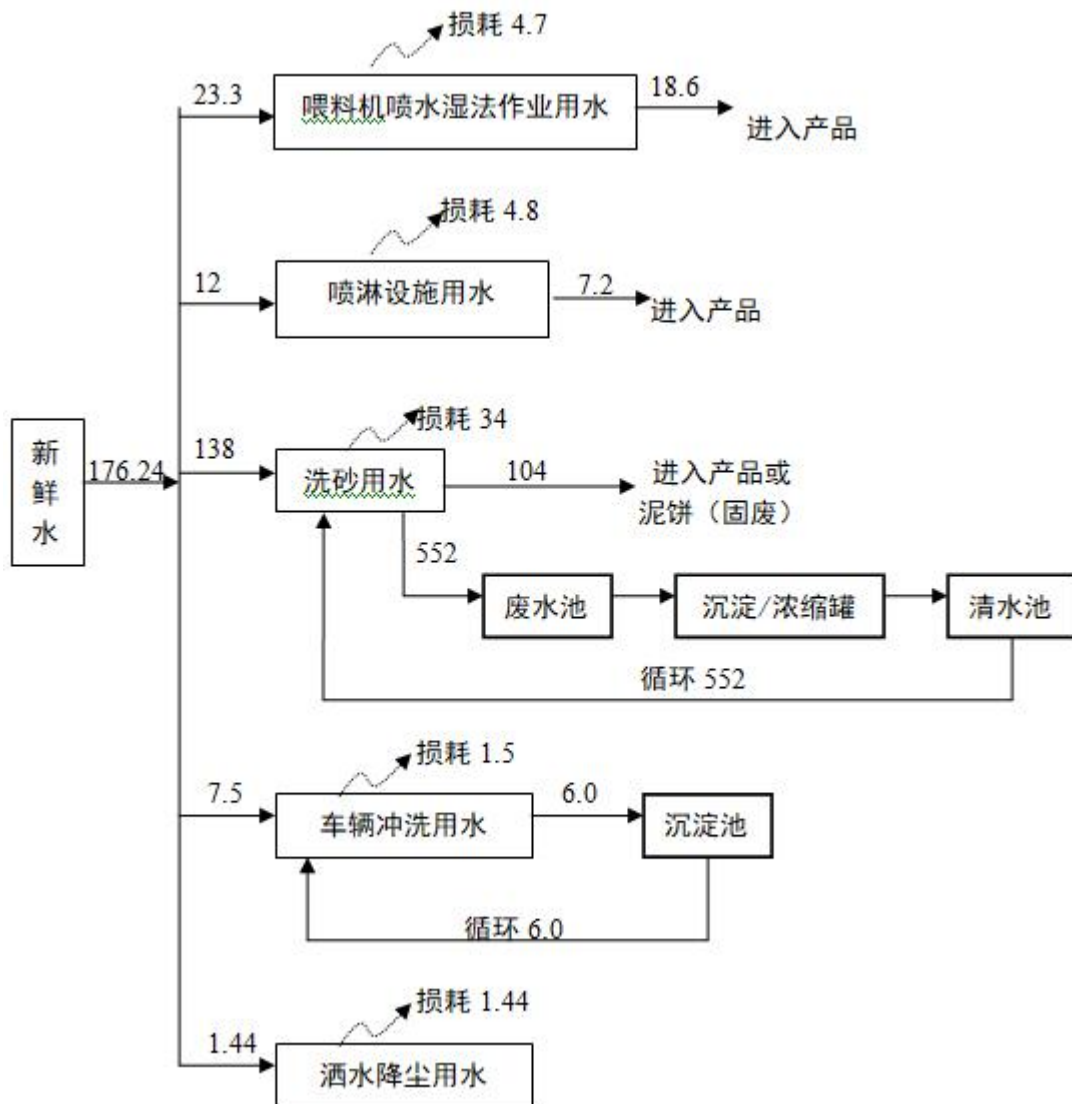 损耗 4.7
23.3
喂料机喷水湿法作业用水
18.6
进入产品
损耗 4.8
12
喷淋设施用水
7.2
进入产品
新
鲜
水
176.24
损耗 34
138
洗砂用水
104
进入产品或
泥饼（固废）
552
废水池
沉淀/浓缩罐
清水池
循环 552
损耗 1.5
7.5
车辆冲洗用水
6.0
沉淀池
循环 6.0
损耗 1.44
1.44
洒水降尘用水